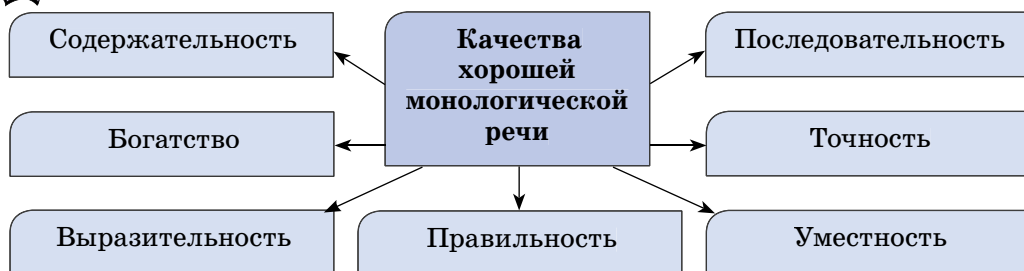 Содержательность
Качества
хорошей
монологической
речи
Последовательность
Богатство
Точность
Выразительность
Правильность
Уместность